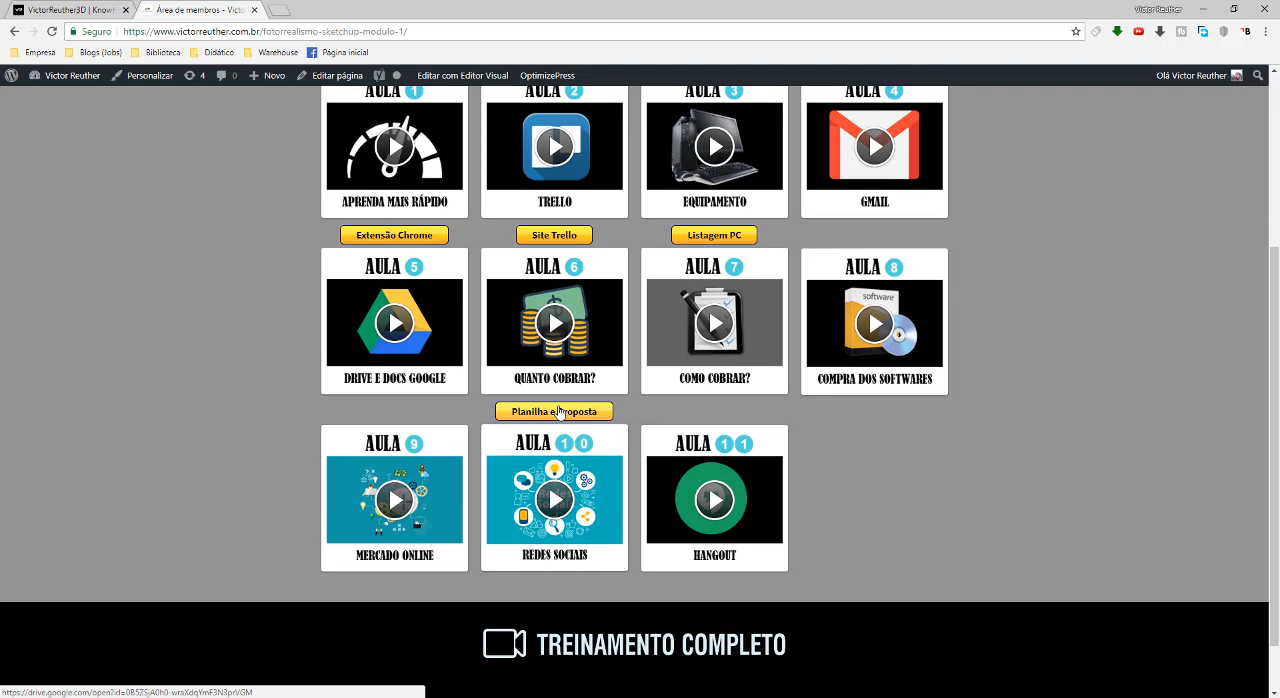 VictorReuther3D | KnowH
Área de membros - Victo
Victor Reuther
Seguro
https://www.victorreuther.com.br/fotorrealismo-sketchup-modulo-1/
Empresa
Blogs (Jobs)
Biblioteca
Didático
Warehouse
Página inicial
Victor Reuther
Personalizar
4
0
Novo
Editar página
Editar com Editor Visual
OptimizePress
Olá Victor Reuther
AULA 1
AULA 2
AULA 3
AULA 4
APRENDA MAIS RÁPIDO
TRELLO
EQUIPAMENTO
GMAIL
Extensão Chrome
Site Trello
Listagem PC
AULA 5
AULA 6
AULA 7
AULA 8
software
DRIVE E DOCS GOOGLE
QUANTO COBRAR?
COMO COBRAR?
COMPRA DOS SOFTWARES
Planilha e Proposta
AULA 9
AULA 10
AULA 11
MERCADO ONLINE
REDES SOCIAIS
HANGOUT
TREINAMENTO COMPLETO
https://drive.google.com/open?id=0B5ZSjA0h0-wraXdqYmF3N3prVGM